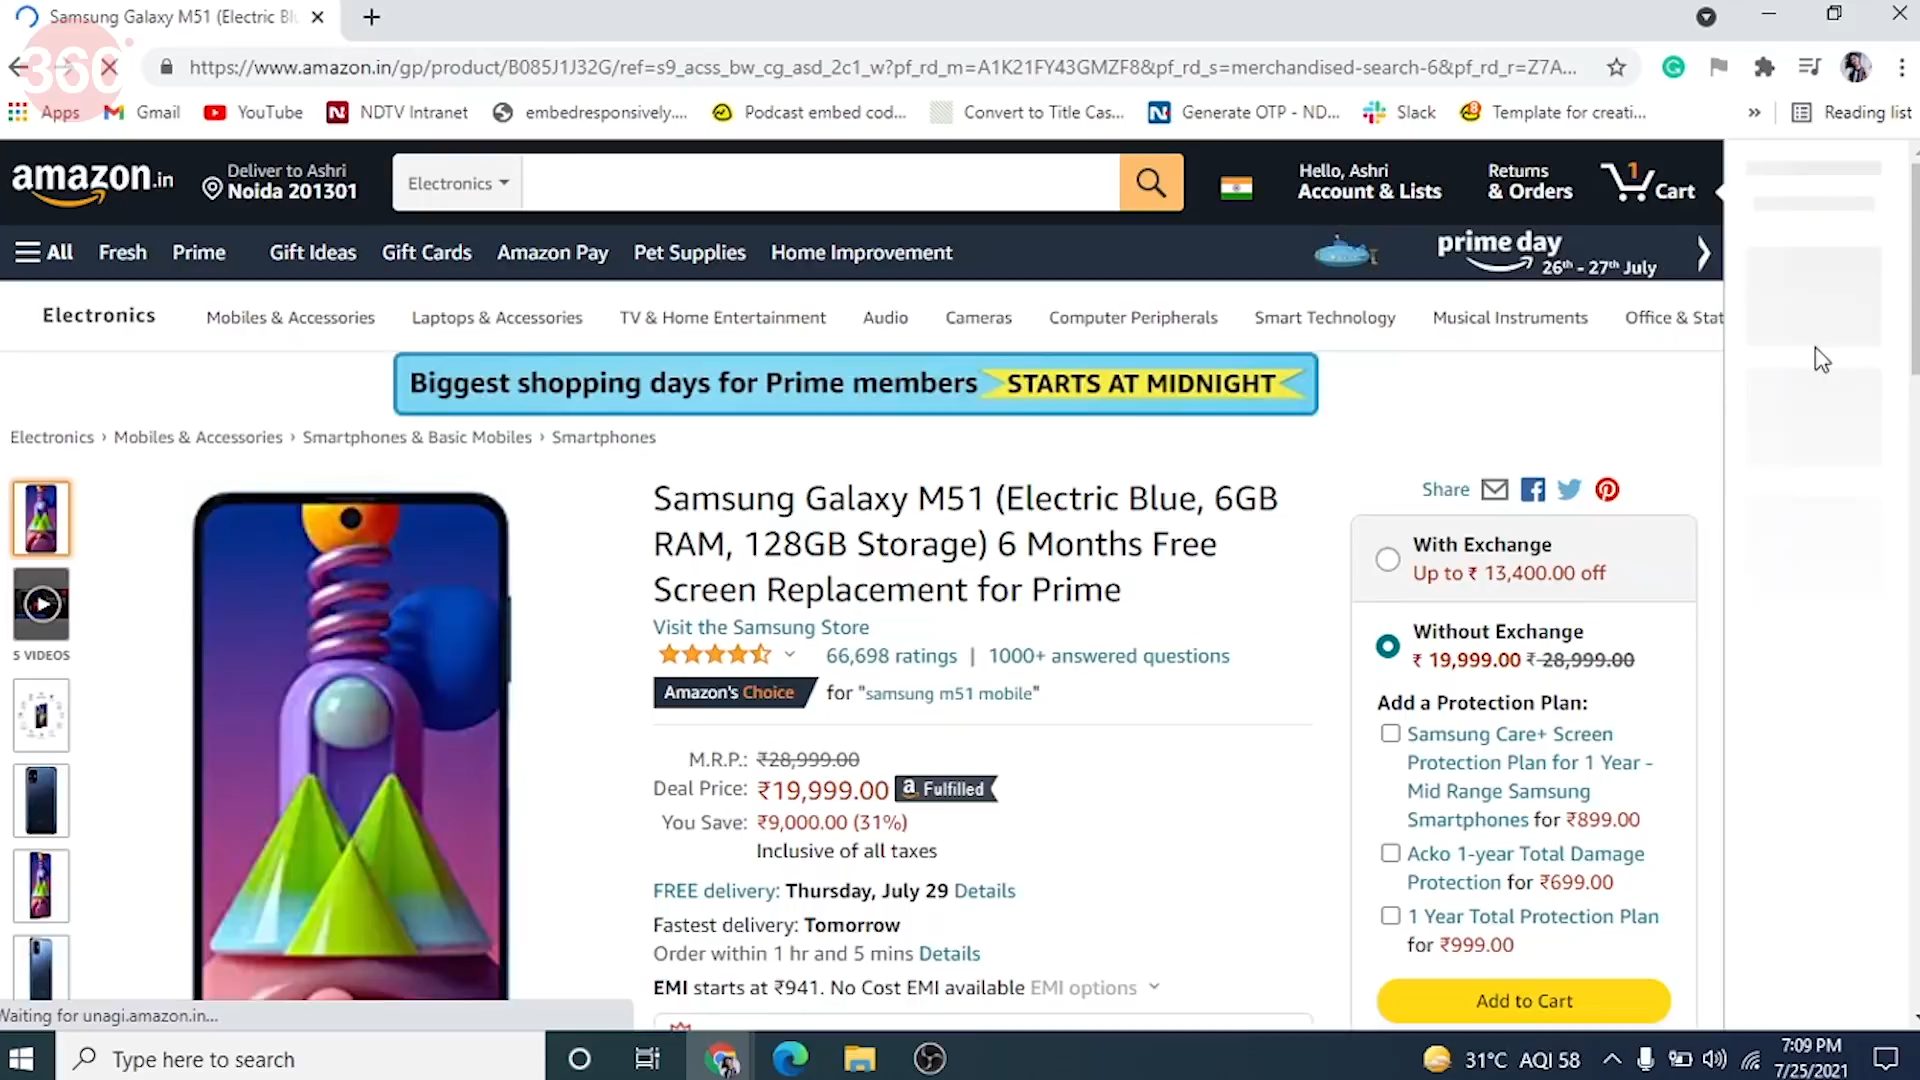 Samsung Galaxy M51 (Electric Bl
360
https://www.amazon.in/gp/product/B085J1J32G/ref=s9_acss_bw_cg_asd_2c1_w?pf_rd_m=A1K21FY43GMZF8&pf_rd_s=merchandised-search-6&pf_rd_r=Z7A...
Apps Gmail YouTube NDTV Intranet embedresponsively.... Podcast embed cod... Convert to Title Cas... Generate OTP - ND... Slack Template for creati... » Reading list
amazon.in
Deliver to Ashri
Noida 201301
Electronics
Hello, Ashri
Account & Lists
Returns
& Orders
1
Cart
All Fresh Prime Gift Ideas Gift Cards Amazon Pay Pet Supplies Home Improvement
prime day
26th - 27th July
Electronics Mobiles & Accessories Laptops & Accessories TV & Home Entertainment Audio Cameras Computer Peripherals Smart Technology Musical Instruments Office & Stat
Biggest shopping days for Prime members STARTS AT MIDNIGHT
Electronics › Mobiles & Accessories › Smartphones & Basic Mobiles › Smartphones
5 VIDEOS
Samsung Galaxy M51 (Electric Blue, 6GB
RAM, 128GB Storage) 6 Months Free
Screen Replacement for Prime
Visit the Samsung Store
66,698 ratings | 1000+ answered questions
Amazon's Choice for "samsung m51 mobile"
M.R.P.: ₹28,999.00
Deal Price: ₹19,999.00 a Fulfilled
You Save: ₹9,000.00 (31%)
Inclusive of all taxes
FREE delivery: Thursday, July 29 Details
Fastest delivery: Tomorrow
Order within 1 hr and 5 mins Details
EMI starts at ₹941. No Cost EMI available EMI options
Share
With Exchange
Up to ₹ 13,400.00 off
Without Exchange
₹ 19,999.00 ₹ 28,999.00
Add a Protection Plan:
Samsung Care+ Screen
Protection Plan for 1 Year -
Mid Range Samsung
Smartphones for ₹899.00
Acko 1-year Total Damage
Protection for ₹699.00
1 Year Total Protection Plan
for ₹999.00
Add to Cart
Waiting for unagi.amazon.in...
Type here to search
31°C AQI 58
7:09 PM
7/25/2021